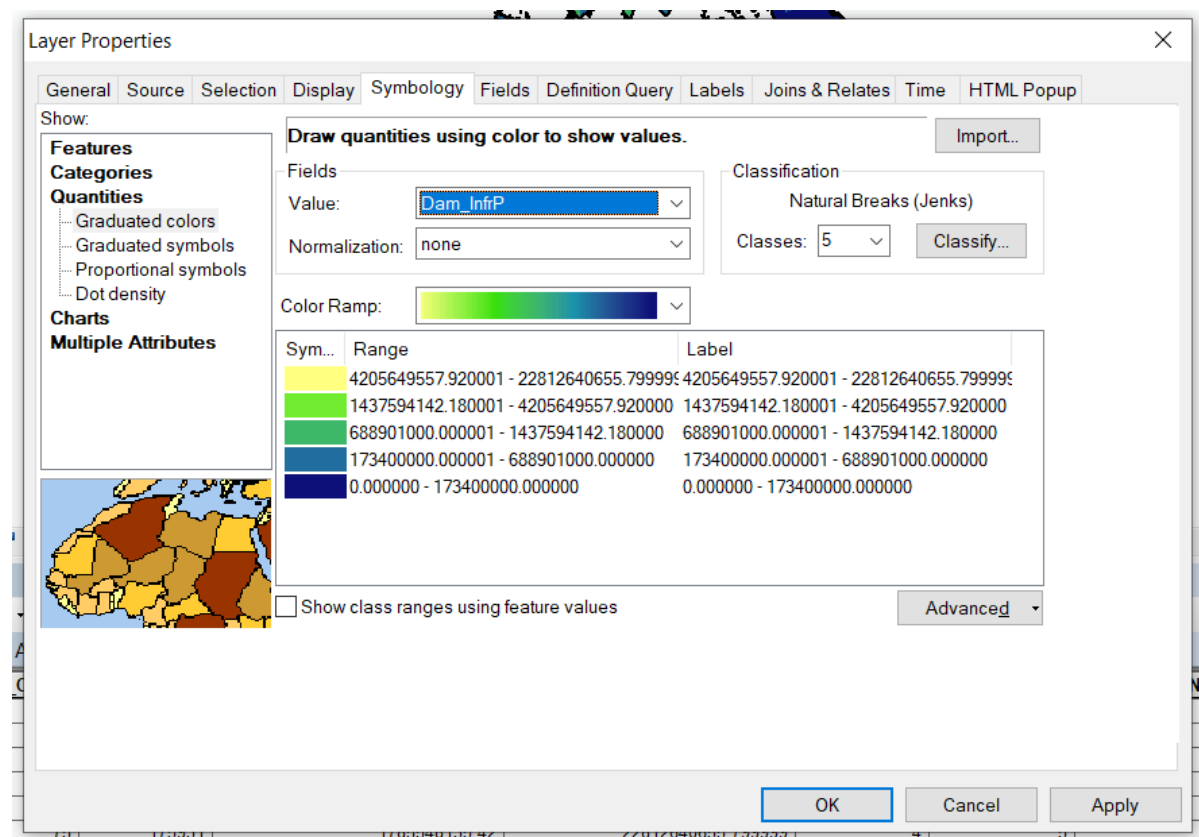 Layer Properties
General Source Selection Display Symbology Fields Definition Query Labels Joins & Relates Time HTML Popup
Show:
Features
Categories
Quantities
Graduated colors
Graduated symbols
Proportional symbols
Dot density
Charts
Multiple Attributes
Draw quantities using color to show values.
Import...
Fields
Value: Dam_InfrP
Normalization: none
Classification
Natural Breaks (Jenks)
Classes: 5 Classify...
Color Ramp:
Sym... Range Label
4205649557.920001 - 22812640655.799999 4205649557.920001 - 22812640655.799999
1437594142.180001 - 4205649557.920000 1437594142.180001 - 4205649557.920000
688901000.000001 - 1437594142.180000 688901000.000001 - 1437594142.180000
173400000.000001 - 688901000.000000 173400000.000001 - 688901000.000000
0.000000 - 173400000.000000 0.000000 - 173400000.000000
Show class ranges using feature values
Advanced
OK Cancel Apply